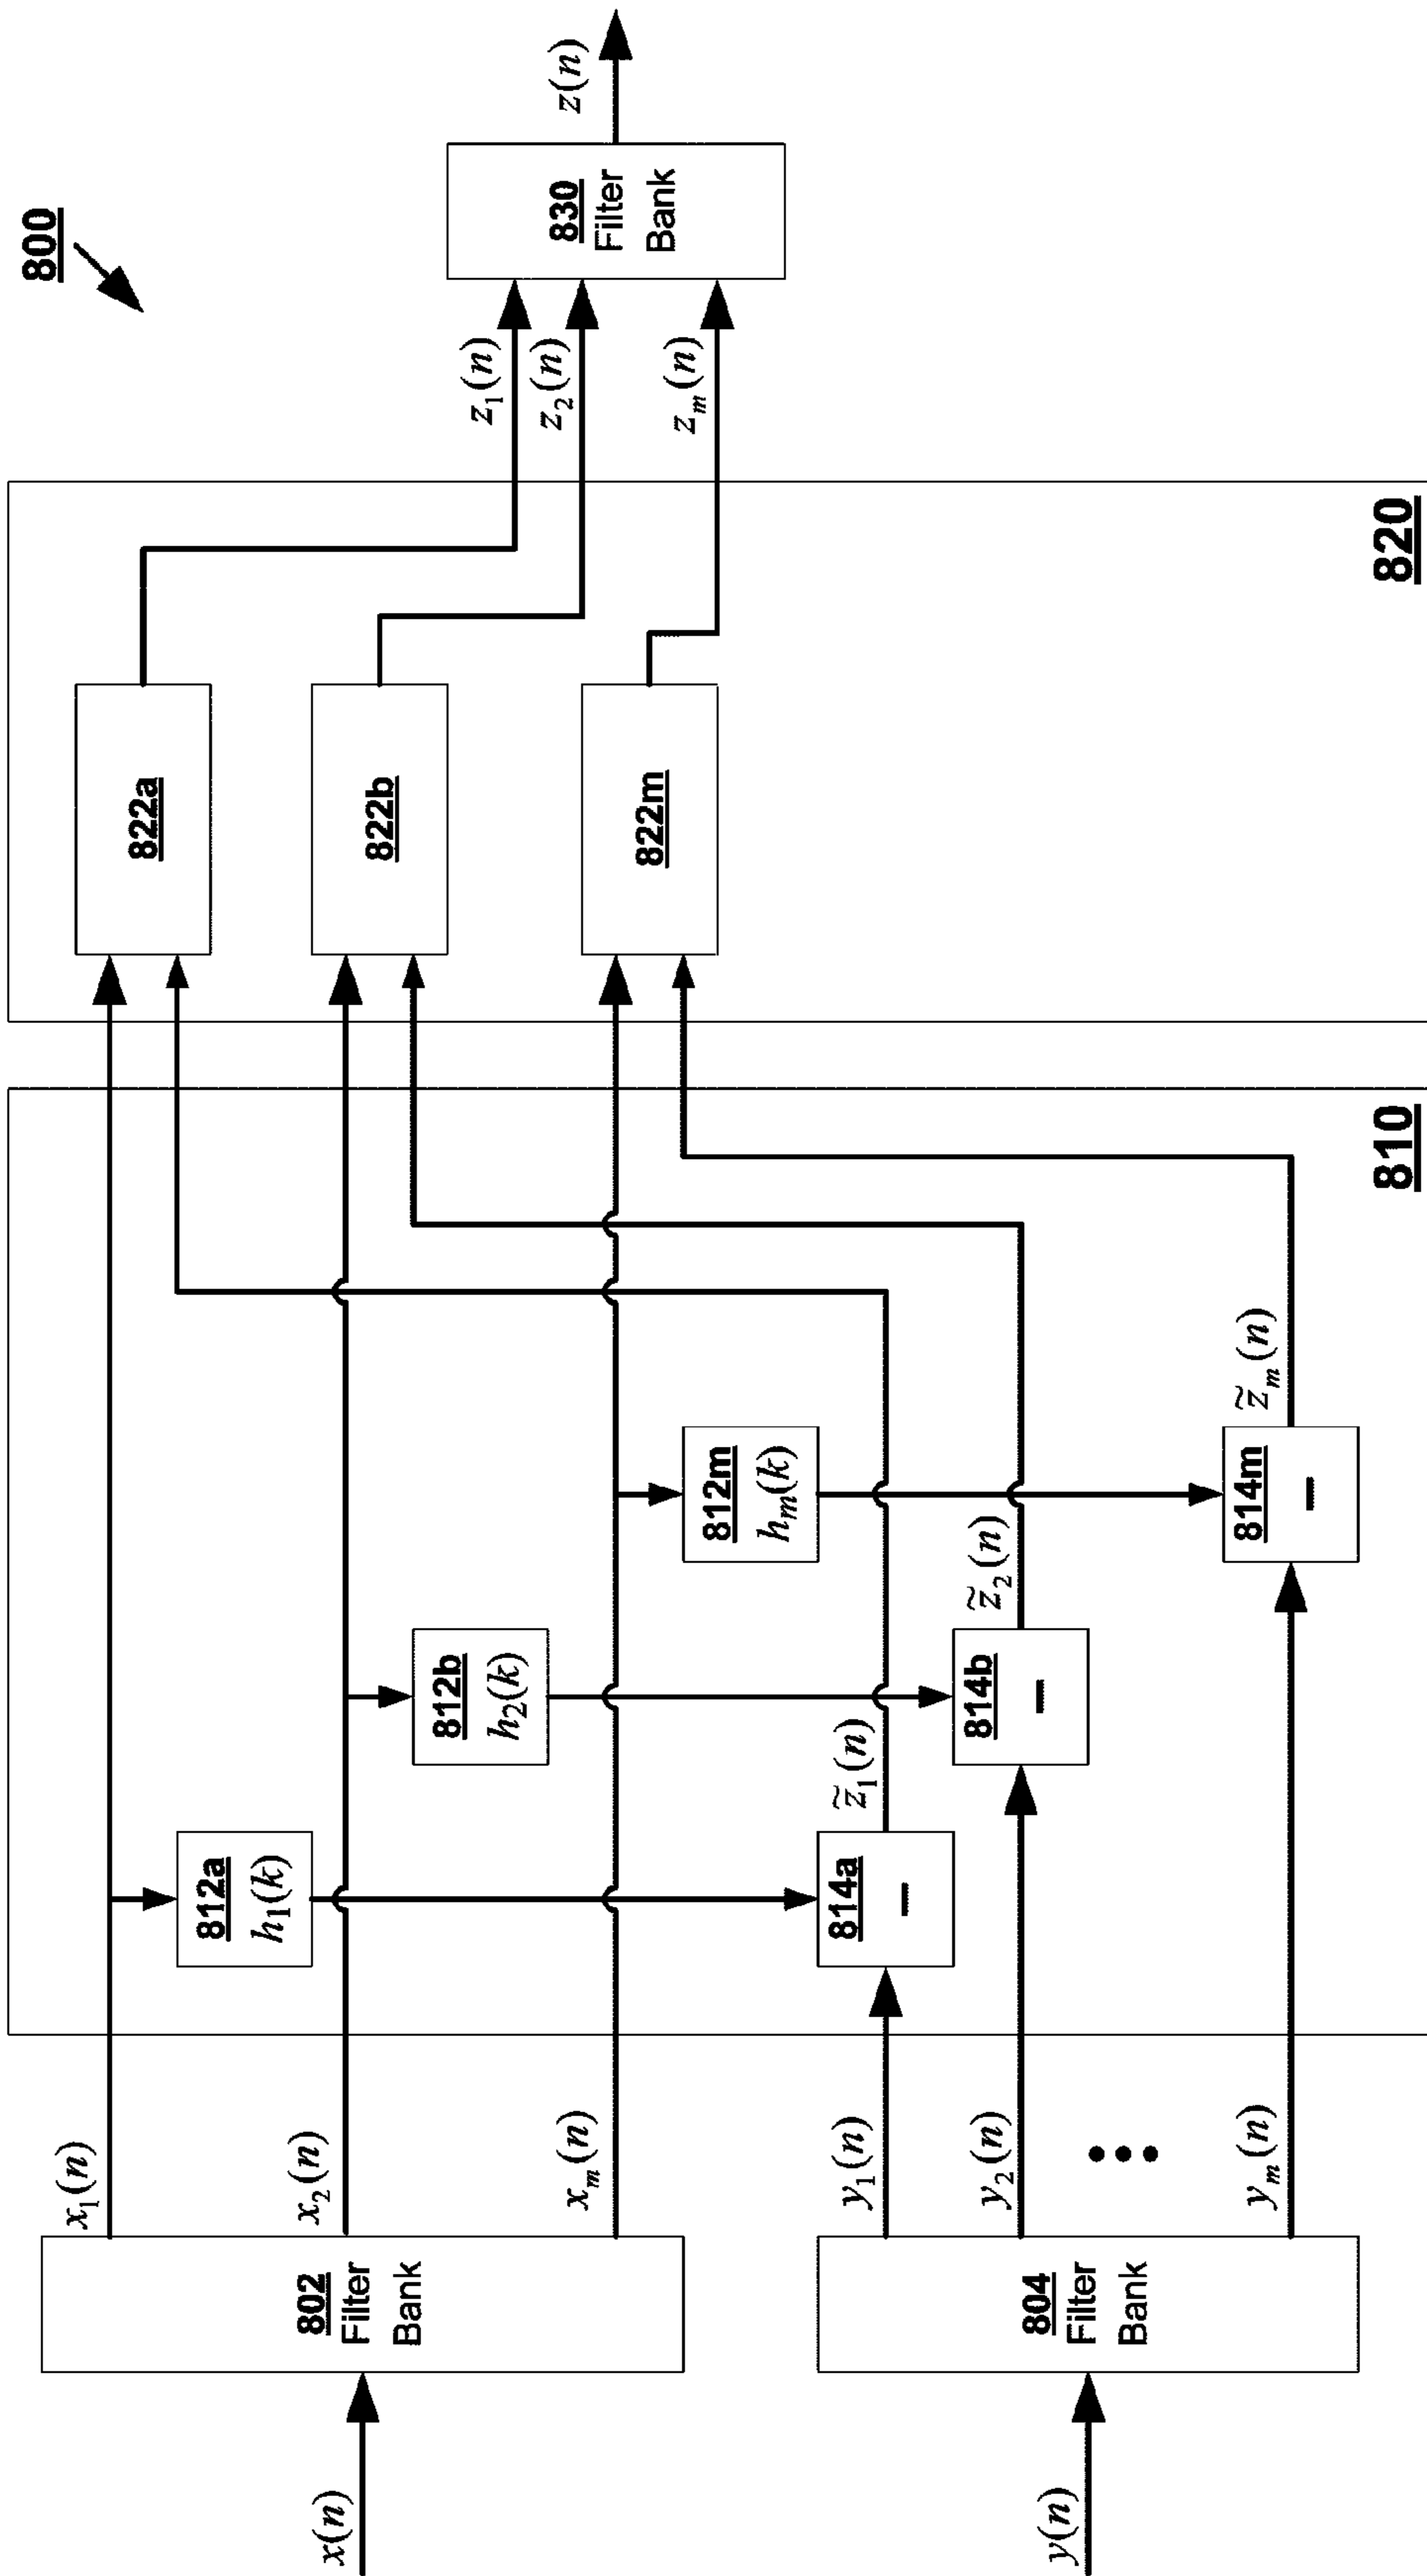 800
x(n)
802
Filter
Bank
x₁(n)
x₂(n)
xₘ(n)
y(n)
804
Filter
Bank
y₁(n)
y₂(n)
yₘ(n)
812a
h₁(k)
812b
h₂(k)
812m
hₘ(k)
814a
–
z̃₁(n)
814b
–
z̃₂(n)
814m
–
z̃ₘ(n)
810
822a
822b
822m
820
z₁(n)
z₂(n)
zₘ(n)
830
Filter
Bank
z(n)